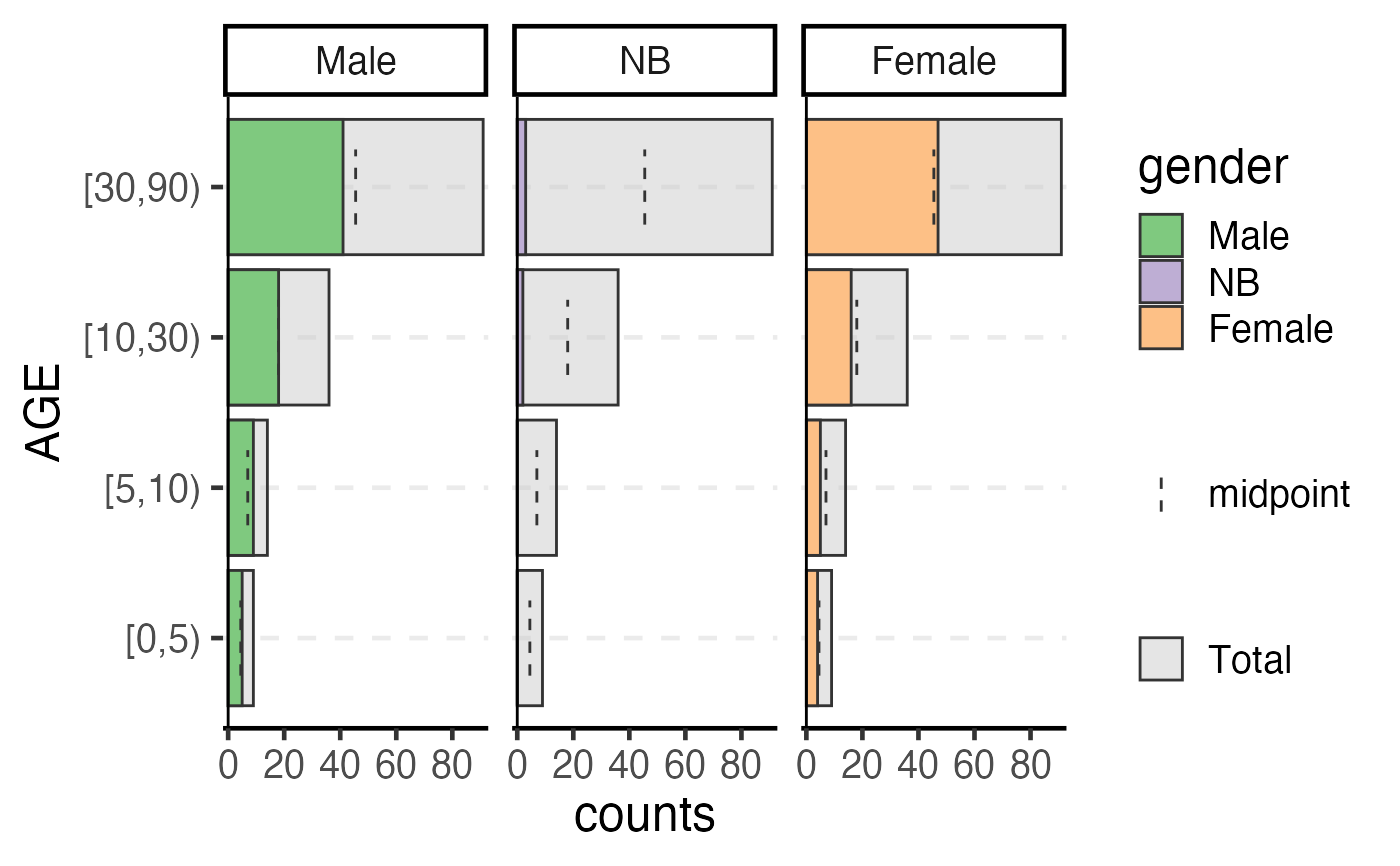 Male NB Female
gender
Male
NB
Female
midpoint
Total
AGE
[30,90)
[10,30)
[5,10)
[0,5)
0 20 40 60 80 0 20 40 60 80 0 20 40 60 80
counts